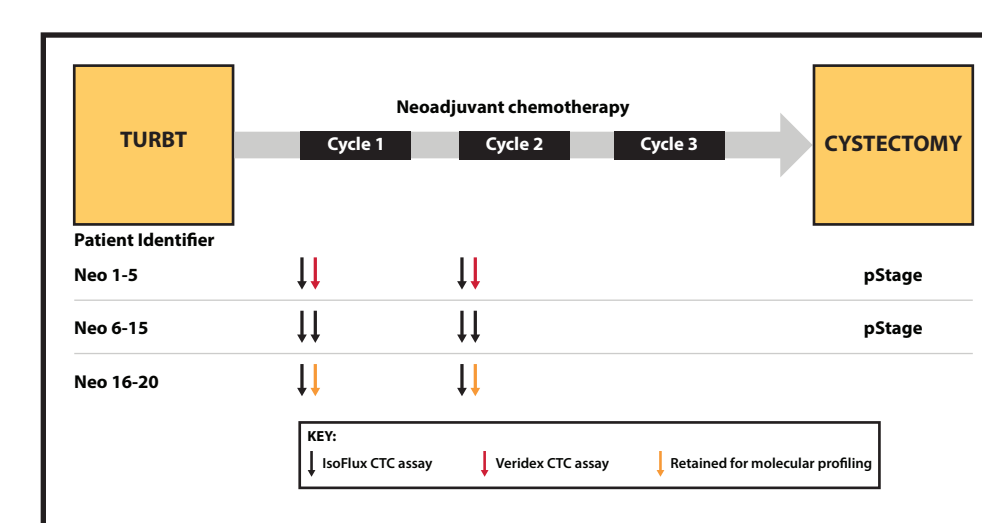 Neoadjuvant chemotherapy
TURBT
Cycle 1
Cycle 2
Cycle 3
CYSTECTOMY
Patient Identifier
Neo 1-5
pStage
Neo 6-15
pStage
Neo 16-20
KEY:
IsoFlux CTC assay
Veridex CTC assay
Retained for molecular profiling